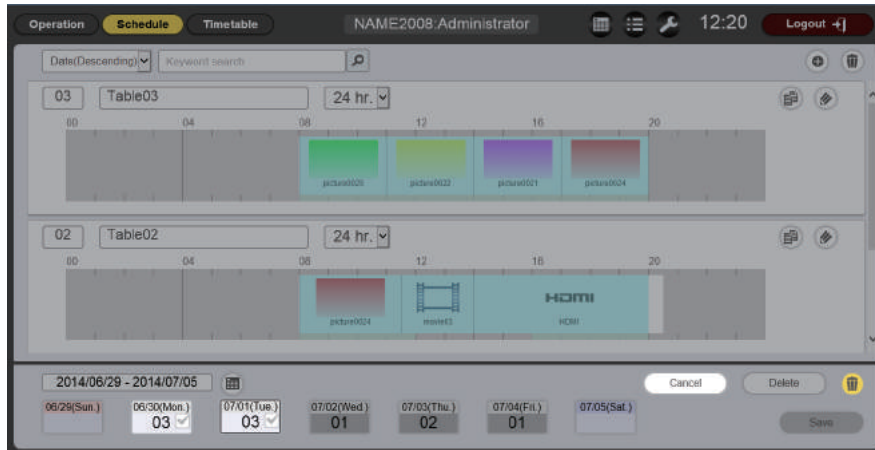 Operation Schedule Timetable NAME2008:Administrator 12:20 Logout
Date(Descending) Keyword search
03 Table03 24 hr.
00 04 08 12 16 20
picture0020 picture0022 picture0021 picture0024
02 Table02 24 hr.
00 04 08 12 16 20
HDMI
picture0024 movie03 HDMI
2014/06/29 - 2014/07/05 Cancel Delete
06/29(Sun.) 06/30(Mon.) 07/01(Tue.) 07/02(Wed.) 07/03(Thu.) 07/04(Fri.) 07/05(Sat.)
03 03 01 02 01 Save